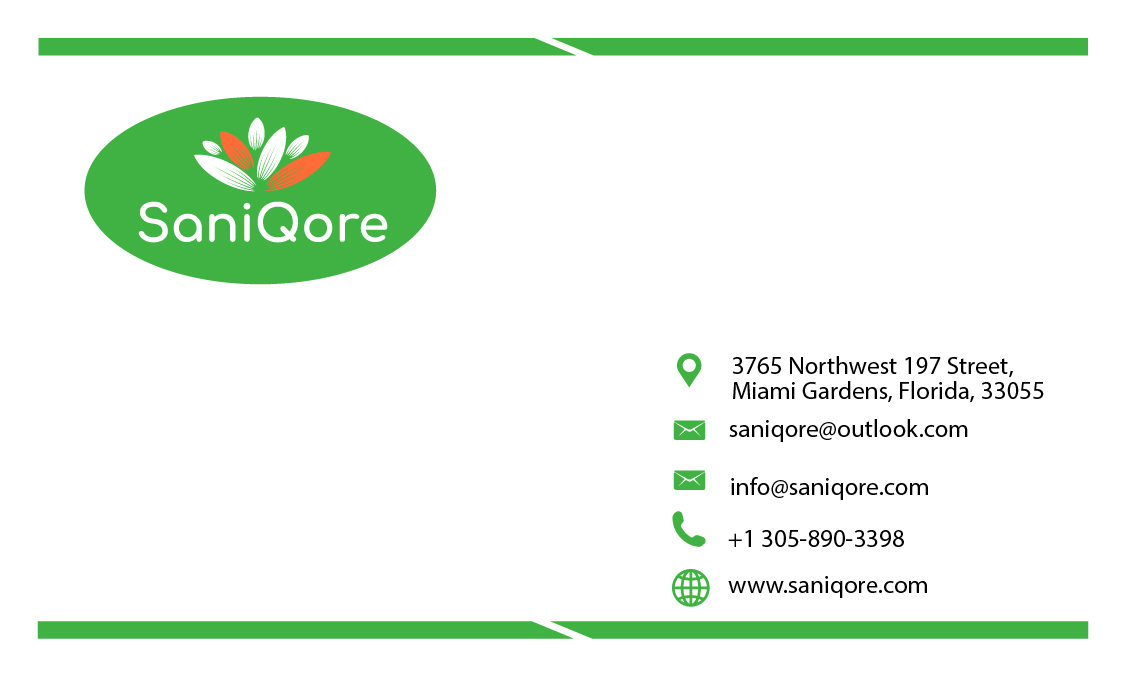 SaniQore
3765 Northwest 197 Street,
Miami Gardens, Florida, 33055
saniqore@outlook.com
info@saniqore.com
+1 305-890-3398
www.saniqore.com